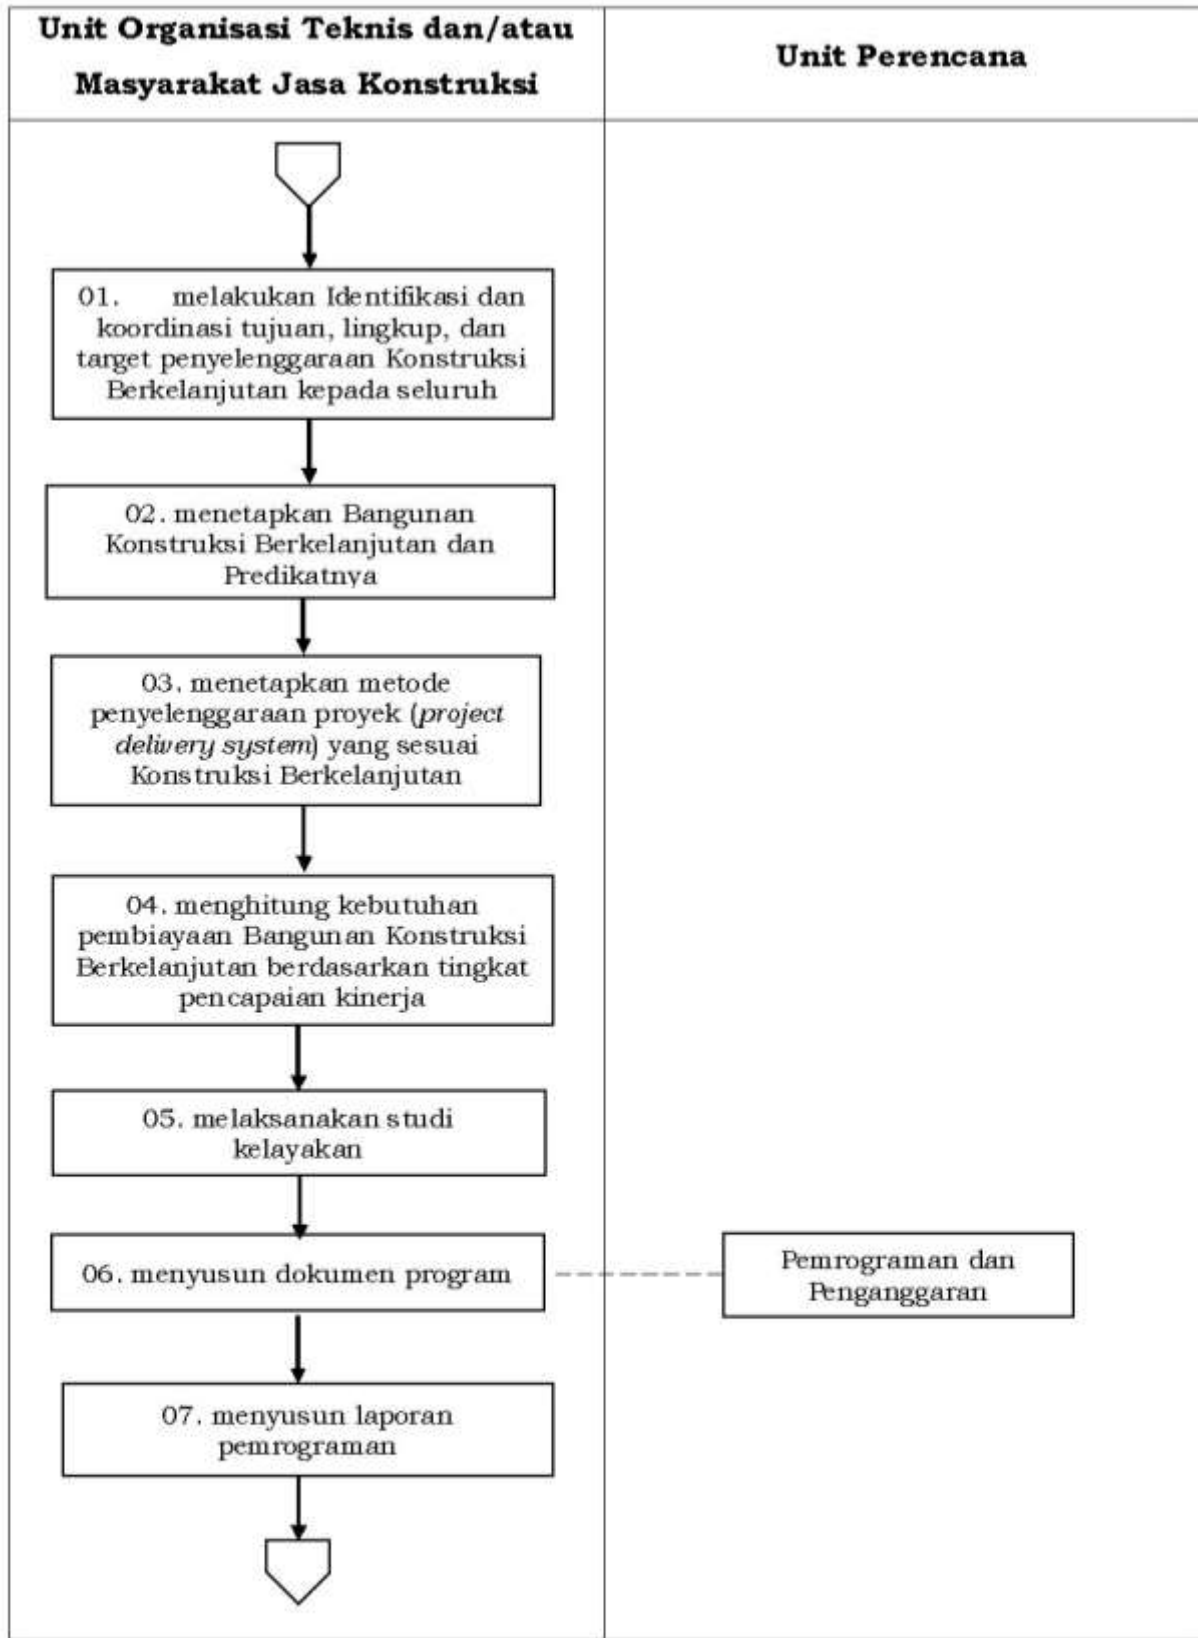 Unit Organisasi Teknis dan/atau
Masyarakat Jasa Konstruksi
Unit Perencana
01. melakukan Identifikasi dan
koordinasi tujuan, lingkup, dan
target penyelenggaraan Konstruksi
Berkelanjutan kepada seluruh
02. menetapkan Bangunan
Konstruksi Berkelanjutan dan
Predikatnya
03. menetapkan metode
penyelenggaraan proyek (project
delivery system) yang sesuai
Konstruksi Berkelanjutan
04. menghitung kebutuhan
pembiayaan Bangunan Konstruksi
Berkelanjutan berdasarkan tingkat
pencapaian kinerja
05. melaksanakan studi
kelayakan
06. menyusun dokumen program
Pemrograman dan
Penganggaran
07. menyusun laporan
pemrograman